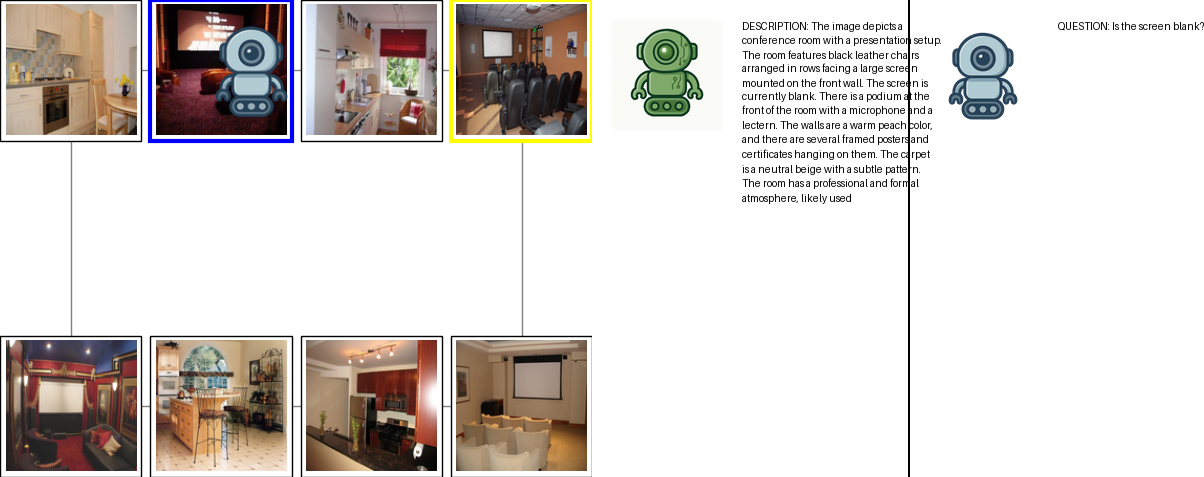 DESCRIPTION: The image depicts a
conference room with a presentation setup.
The room features black leather chairs
arranged in rows facing a large screen
mounted on the front wall. The screen is
currently blank. There is a podium at the
front of the room with a microphone and a
lectern. The walls are a warm peach color,
and there are several framed posters and
certificates hanging on them. The carpet
is a neutral beige with a subtle pattern.
The room has a professional and formal
atmosphere, likely used
QUESTION: Is the screen blank?